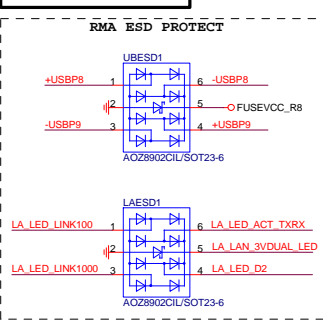 RMA ESD PROTECT
UBESD1
+USBP8 1 6 -USBP8
2 5 FUSEVCC_R8
-USBP9 3 4 +USBP9
AOZ8902CIL/SOT23-6
LAESD1
LA_LED_LINK100 1 6 LA_LED_ACT_TXRX
2 5 LA_LAN_3VDUAL_LED
LA_LED_LINK1000 3 4 LA_LED_D2
AOZ8902CIL/SOT23-6